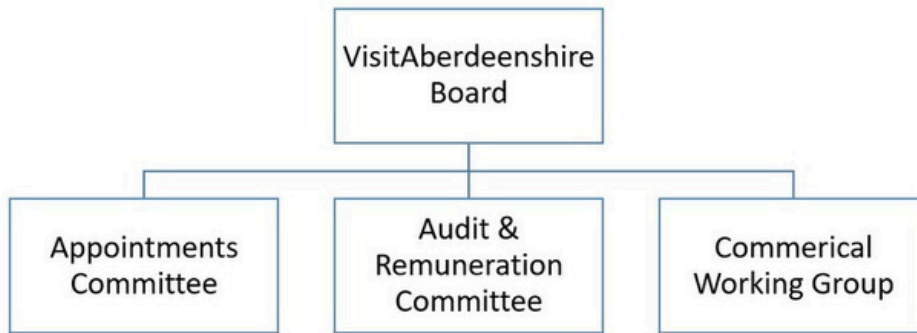 VisitAberdeenshire
Board
Appointments
Committee
Audit &
Remuneration
Committee
Commerical
Working Group